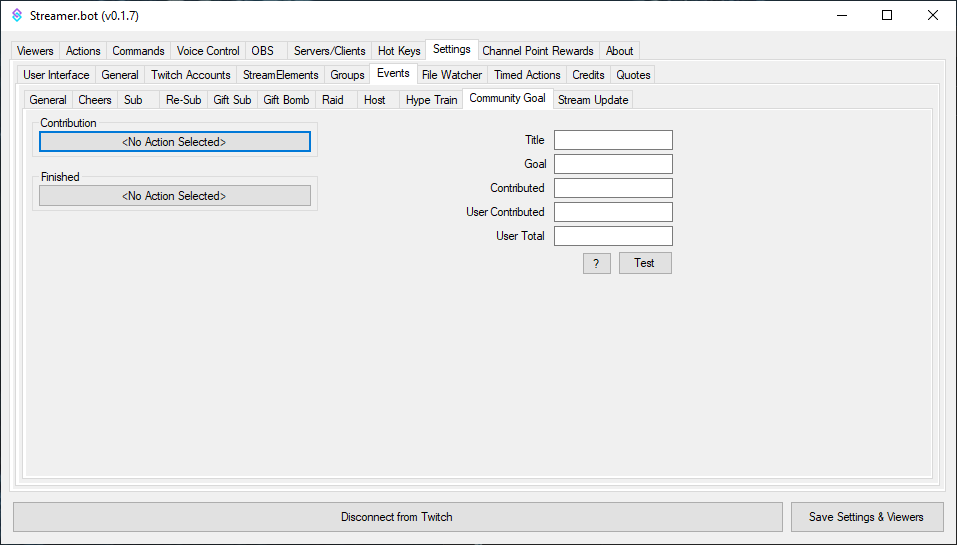 Streamer.bot (v0.1.7)
Viewers Actions Commands Voice Control OBS Servers/Clients Hot Keys Settings Channel Point Rewards About
User Interface General Twitch Accounts StreamElements Groups Events File Watcher Timed Actions Credits Quotes
General Cheers Sub Re-Sub Gift Sub Gift Bomb Raid Host Hype Train Community Goal Stream Update
Contribution
<No Action Selected>
Finished
<No Action Selected>
Title
Goal
Contributed
User Contributed
User Total
? Test
Disconnect from Twitch Save Settings & Viewers